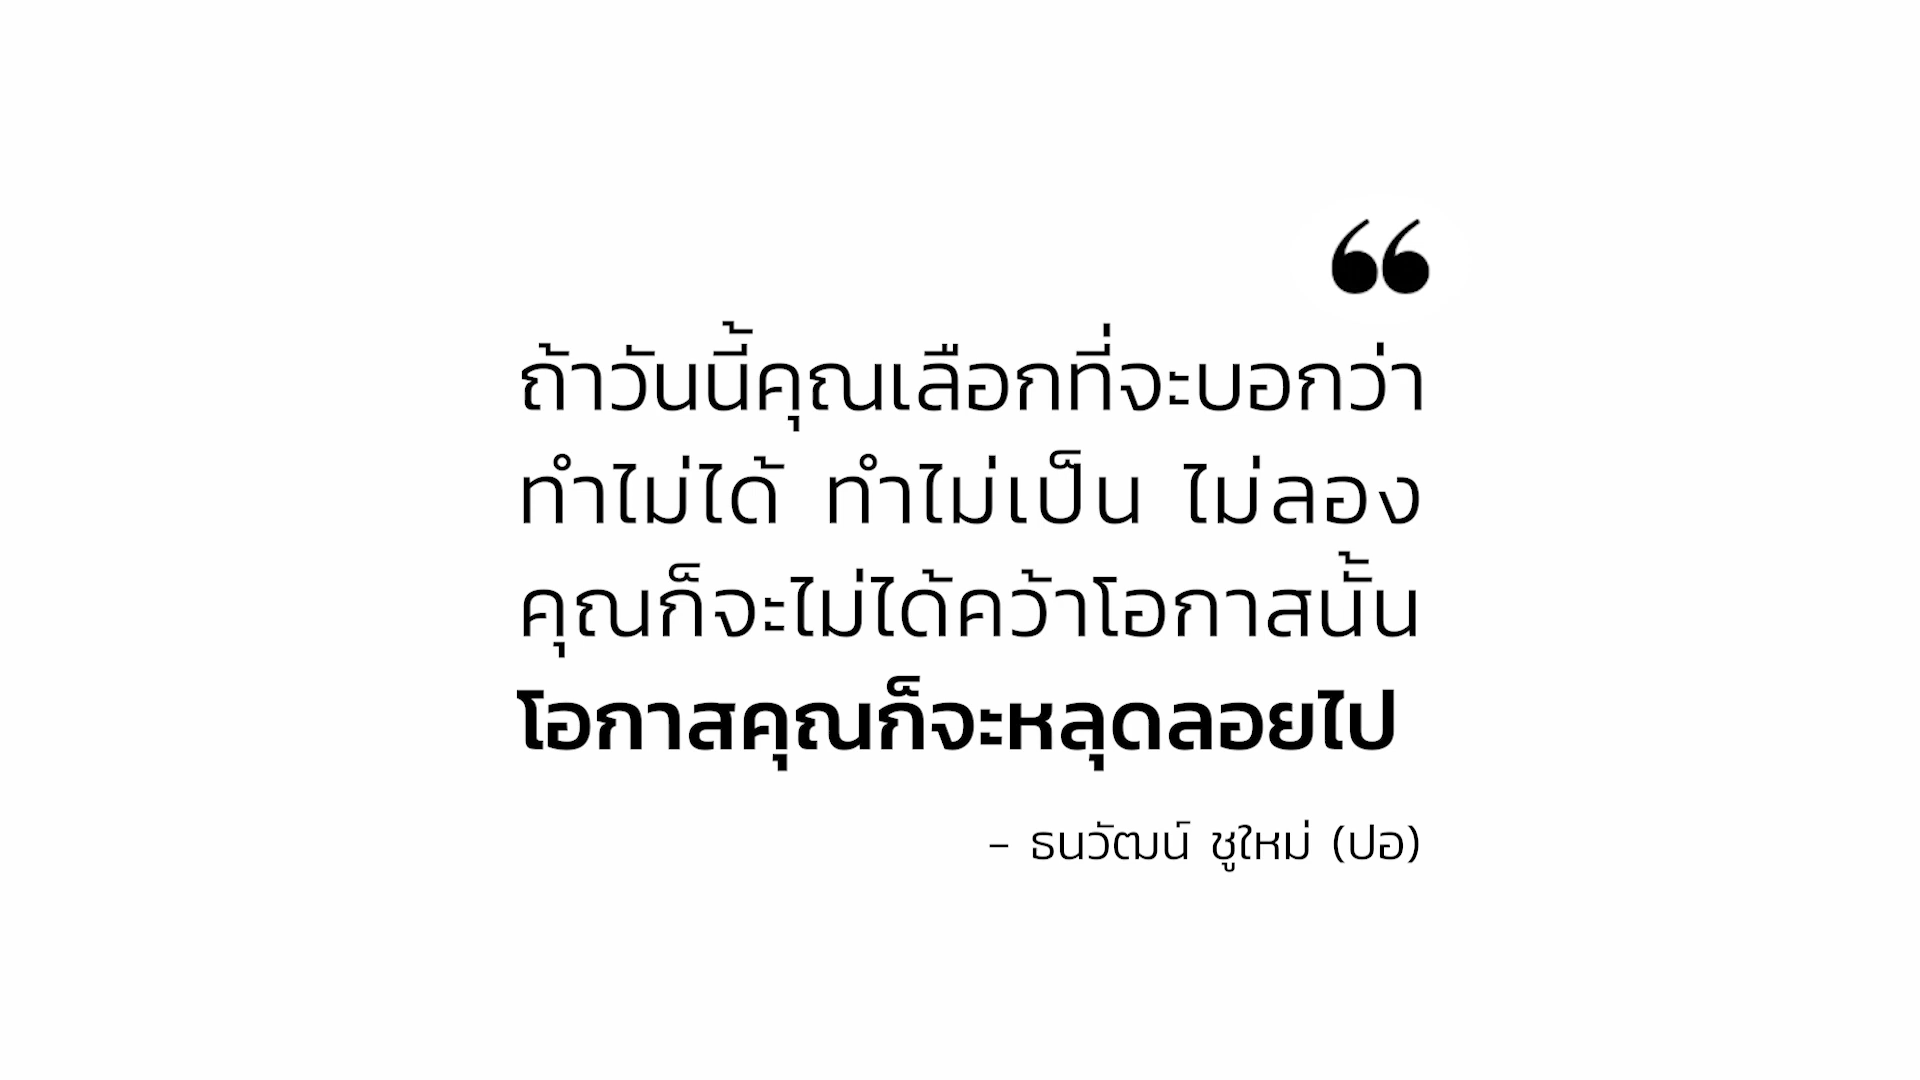 ❝
ถ้าวันนี้คุณเลือกที่จะบอกว่า
ทำไม่ได้ ทำไม่เป็น ไม่ลอง
คุณก็จะไม่ได้คว้าโอกาสนั้น
โอกาสคุณก็จะหลุดลอยไป
– ธนวัฒน์ ชูใหม่ (ปอ)